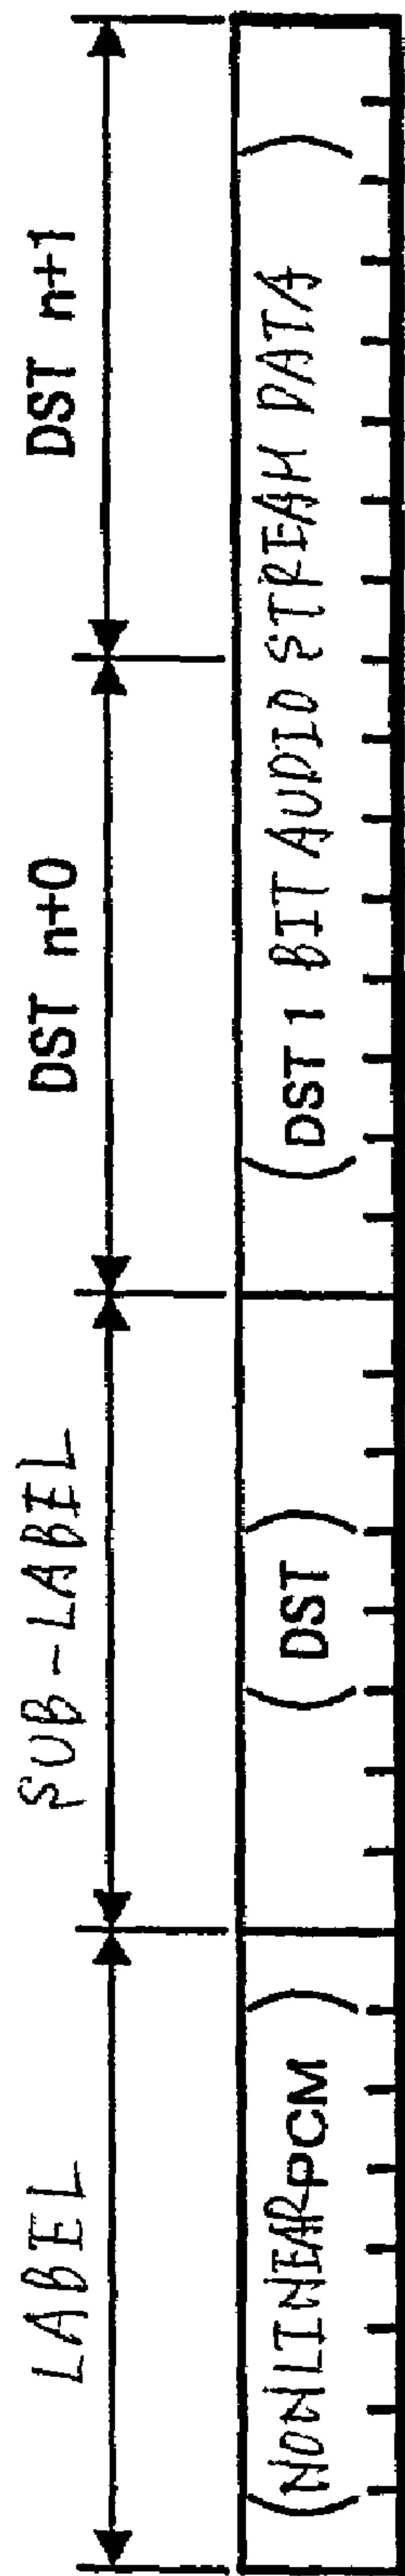 LABEL
SUB-LABEL
DST n+0
DST n+1
(NONLINEAR PCM)
(DST)
(DST 1 BIT AUDIO STREAM DATA)